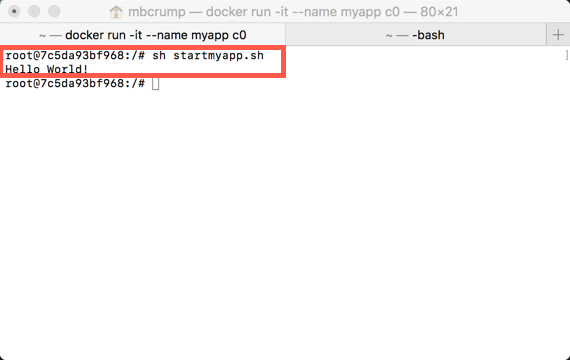 mbcrump — docker run -it --name myapp c0 — 80×21
~ — docker run -it --name myapp c0
~ — -bash
+
root@7c5da93bf968:/# sh startmyapp.sh
Hello World!
root@7c5da93bf968:/#